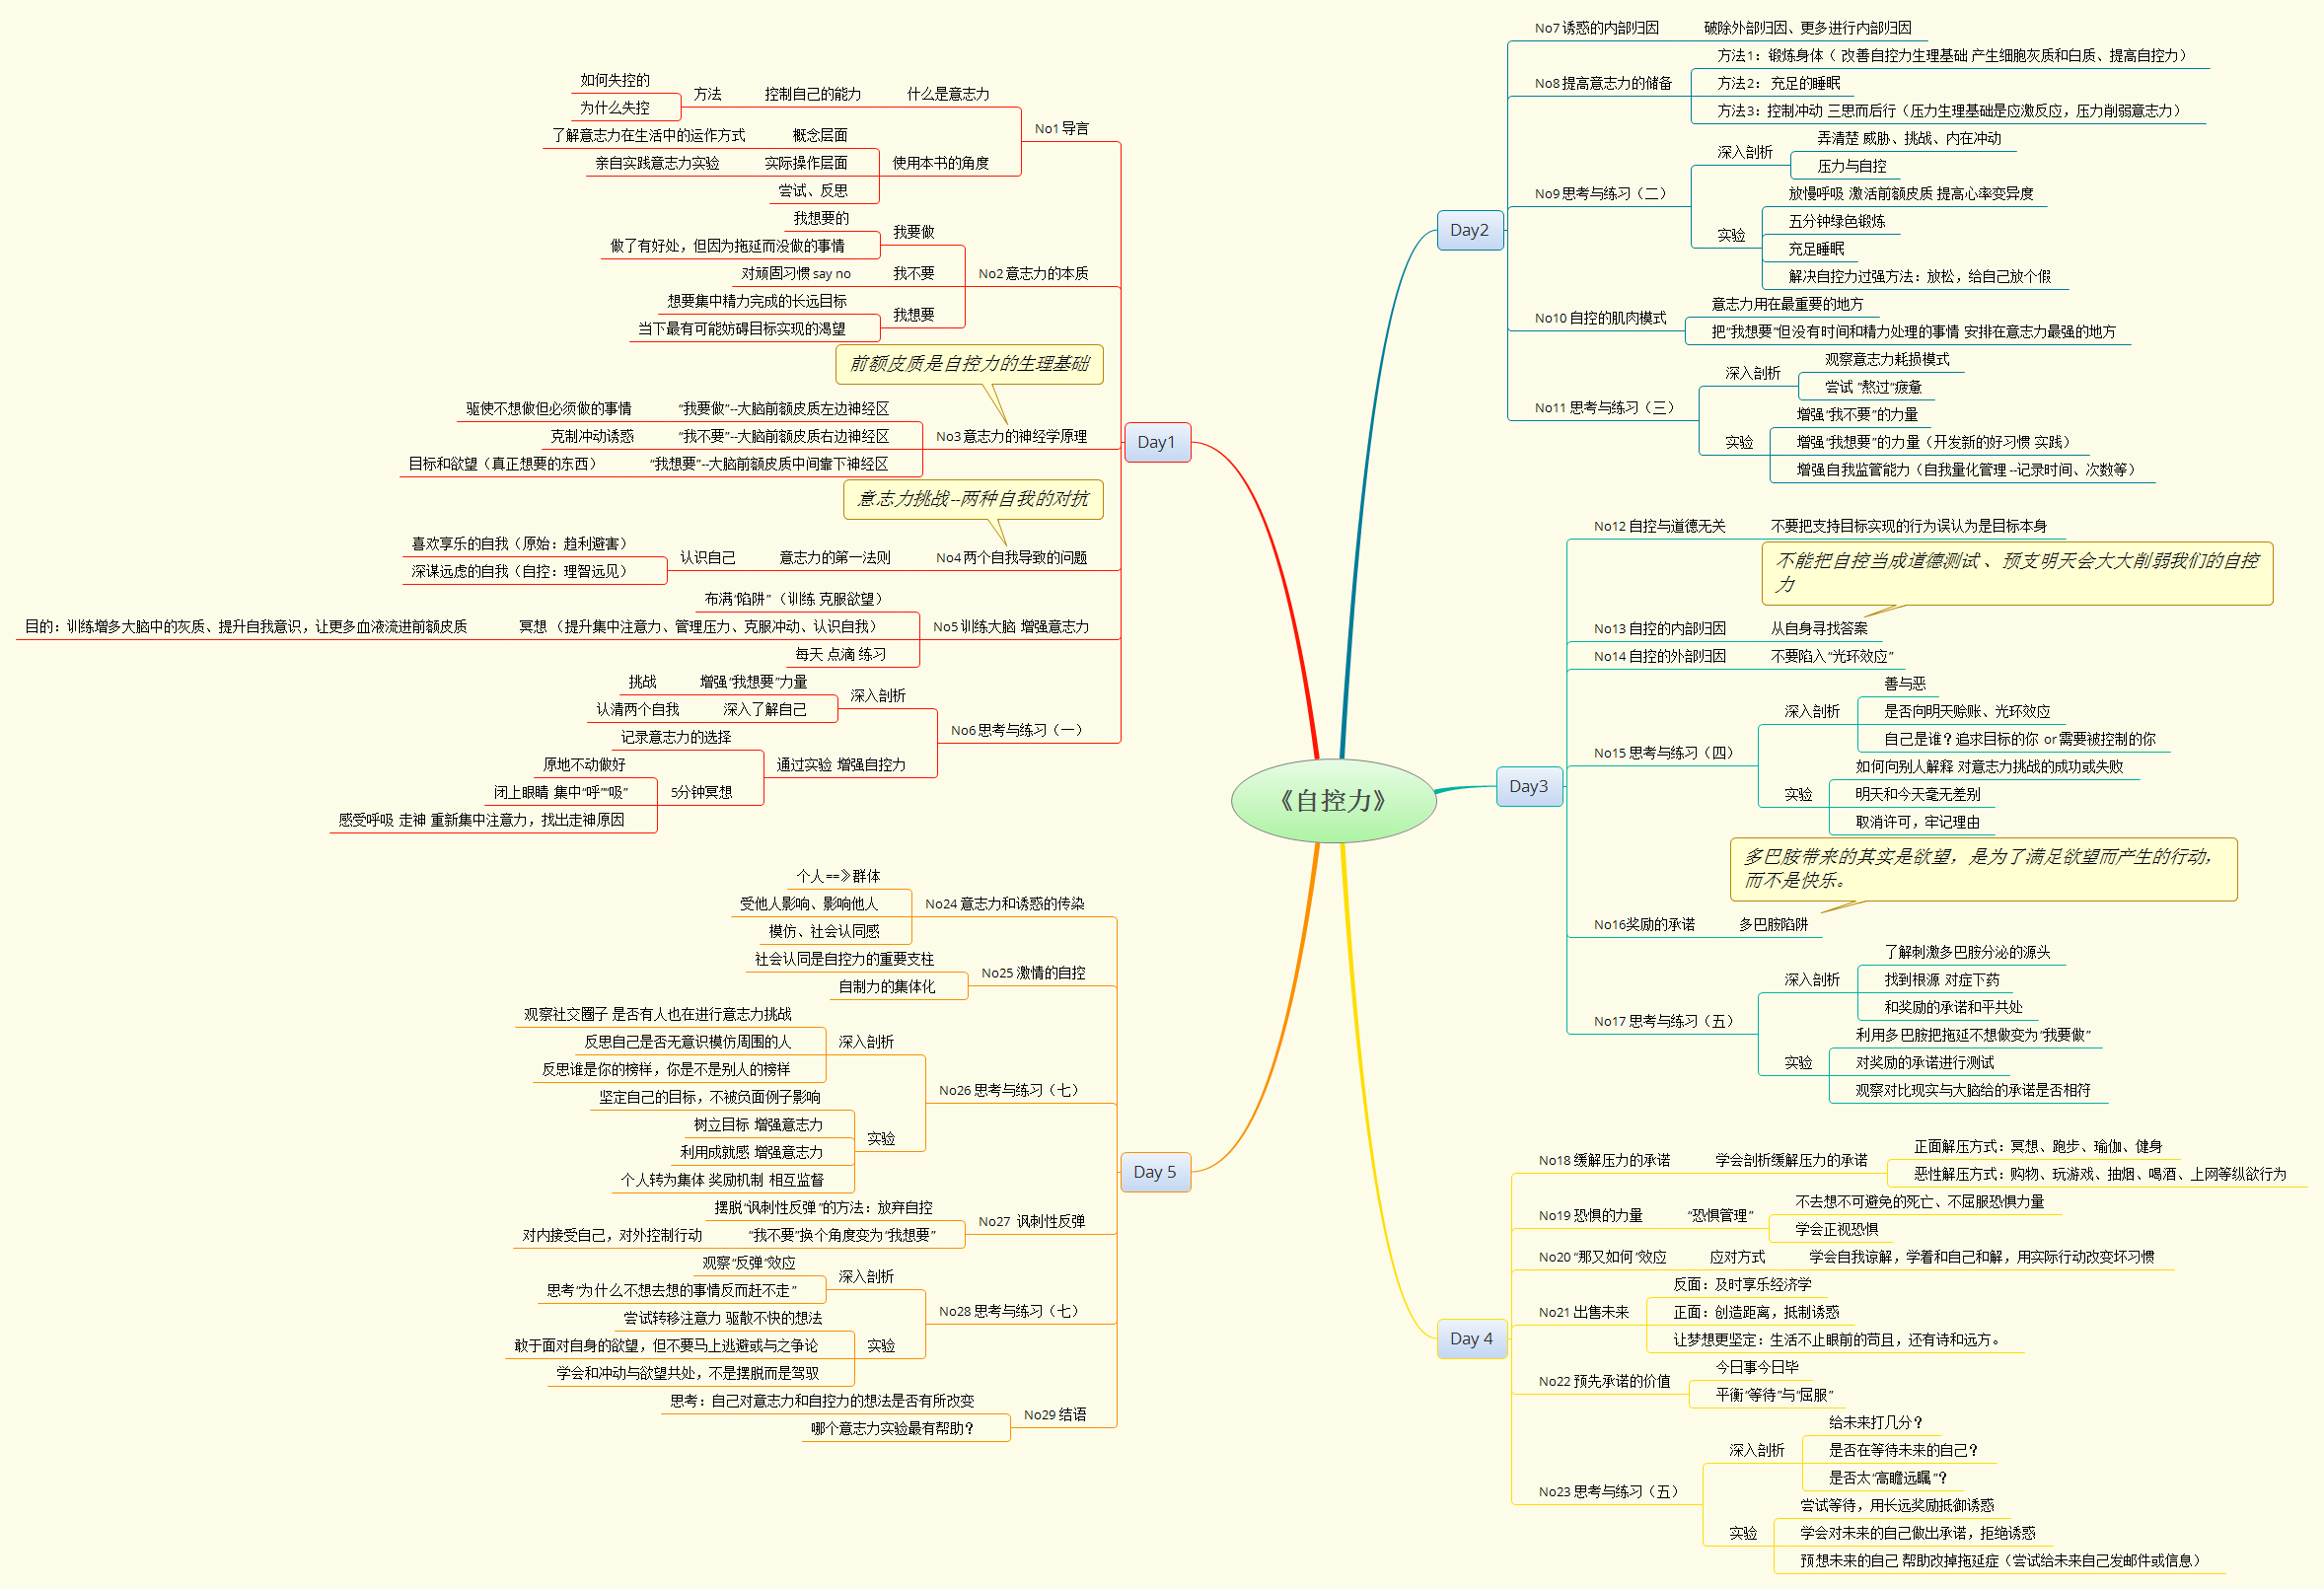 《自控力》
Day1
No1 导言
什么是意志力
控制自己的能力
方法
如何失控的
为什么失控
使用本书的角度
概念层面
了解意志力在生活中的运作方式
实际操作层面
亲自实践意志力实验
尝试、反思
No2 意志力的本质
我要做
我想要的
做了有好处，但因为拖延而没做的事情
我不要
对顽固习惯 say no
我想要
想要集中精力完成的长远目标
当下最有可能妨碍目标实现的渴望
前额皮质是自控力的生理基础
No3 意志力的神经学原理
“我要做”--大脑前额皮质左边神经区
驱使不想做但必须做的事情
“我不要”--大脑前额皮质右边神经区
克制冲动诱惑
“我想要”--大脑前额皮质中间靠下神经区
目标和欲望（真正想要的东西）
意志力挑战--两种自我的对抗
No4 两个自我导致的问题
意志力的第一法则
认识自己
喜欢享乐的自我（原始：趋利避害）
深谋远虑的自我（自控：理智远见）
No5 训练大脑 增强意志力
布满“陷阱” （训练 克服欲望）
冥想 （提升集中注意力、管理压力、克服冲动、认识自我）
目的：训练增多大脑中的灰质、提升自我意识，让更多血液流进前额皮质
每天 点滴 练习
No6 思考与练习（一）
深入剖析
增强“我想要”力量
挑战
深入了解自己
认清两个自我
通过实验 增强自控力
记录意志力的选择
5分钟冥想
原地不动做好
闭上眼睛 集中“呼”“吸”
感受呼吸 走神 重新集中注意力，找出走神原因
Day2
No7 诱惑的内部归因
破除外部归因、更多进行内部归因
No8 提高意志力的储备
方法1：锻炼身体（ 改善自控力生理基础 产生细胞灰质和白质、提高自控力）
方法2： 充足的睡眠
方法3：控制冲动 三思而后行（压力生理基础是应激反应，压力削弱意志力）
No9 思考与练习（二）
深入剖析
弄清楚 威胁、挑战、内在冲动
压力与自控
实验
放慢呼吸 激活前额皮质 提高心率变异度
五分钟绿色锻炼
充足睡眠
解决自控力过强方法：放松，给自己放个假
No10 自控的肌肉模式
意志力用在最重要的地方
把“我想要”但没有时间和精力处理的事情 安排在意志力最强的地方
No11 思考与练习（三）
深入剖析
观察意志力耗损模式
尝试 “熬过”疲惫
实验
增强“我不要”的力量
增强“我想要”的力量（开发新的好习惯 实践）
增强自我监管能力（自我量化管理 --记录时间、次数等）
Day3
No12 自控与道德无关
不要把支持目标实现的行为误认为是目标本身
不能把自控当成道德测试 、预支明天会大大削弱我们的自控
力
No13 自控的内部归因
从自身寻找答案
No14 自控的外部归因
不要陷入“光环效应”
No15 思考与练习（四）
深入剖析
善与恶
是否向明天赊账、光环效应
自己是谁？追求目标的你 or 需要被控制的你
实验
如何向别人解释 对意志力挑战的成功或失败
明天和今天毫无差别
取消许可，牢记理由
多巴胺带来的其实是欲望，是为了满足欲望而产生的行动，
而不是快乐。
No16奖励的承诺
多巴胺陷阱
No17 思考与练习（五）
深入剖析
了解刺激多巴胺分泌的源头
找到根源 对症下药
和奖励的承诺和平共处
实验
利用多巴胺把拖延不想做变为“我要做”
对奖励的承诺进行测试
观察对比现实与大脑给的承诺是否相符
Day 4
No18 缓解压力的承诺
学会剖析缓解压力的承诺
正面解压方式：冥想、跑步、瑜伽、健身
恶性解压方式：购物、玩游戏、抽烟、喝酒、上网等纵欲行为
No19 恐惧的力量
“恐惧管理”
不去想不可避免的死亡、不屈服恐惧力量
学会正视恐惧
No20 “那又如何”效应
应对方式
学会自我谅解，学着和自己和解，用实际行动改变坏习惯
No21 出售未来
反面：及时享乐经济学
正面：创造距离，抵制诱惑
让梦想更坚定：生活不止眼前的苟且，还有诗和远方。
No22 预先承诺的价值
今日事今日毕
平衡“等待”与“屈服”
No23 思考与练习（五）
深入剖析
给未来打几分？
是否在等待未来的自己？
是否太“高瞻远瞩”？
实验
尝试等待，用长远奖励抵御诱惑
学会对未来的自己做出承诺，拒绝诱惑
预想未来的自己 帮助改掉拖延症（尝试给未来自己发邮件或信息）
Day 5
No24 意志力和诱惑的传染
个人 ==》群体
受他人影响、影响他人
模仿、社会认同感
No25 激情的自控
社会认同是自控力的重要支柱
自制力的集体化
No26 思考与练习（七）
深入剖析
观察社交圈子 是否有人也在进行意志力挑战
反思自己是否无意识模仿周围的人
反思谁是你的榜样，你是不是别人的榜样
实验
坚定自己的目标，不被负面例子影响
树立目标 增强意志力
利用成就感 增强意志力
个人转为集体 奖励机制 相互监督
No27 讽刺性反弹
摆脱“讽刺性反弹”的方法：放弃自控
“我不要”换个角度变为“我想要”
对内接受自己，对外控制行动
No28 思考与练习（七）
深入剖析
观察“反弹”效应
思考“为什么不想去想的事情反而赶不走”
实验
尝试转移注意力 驱散不快的想法
敢于面对自身的欲望，但不要马上逃避或与之争论
学会和冲动与欲望共处，不是摆脱而是驾驭
No29 结语
思考：自己对意志力和自控力的想法是否有所改变
哪个意志力实验最有帮助？